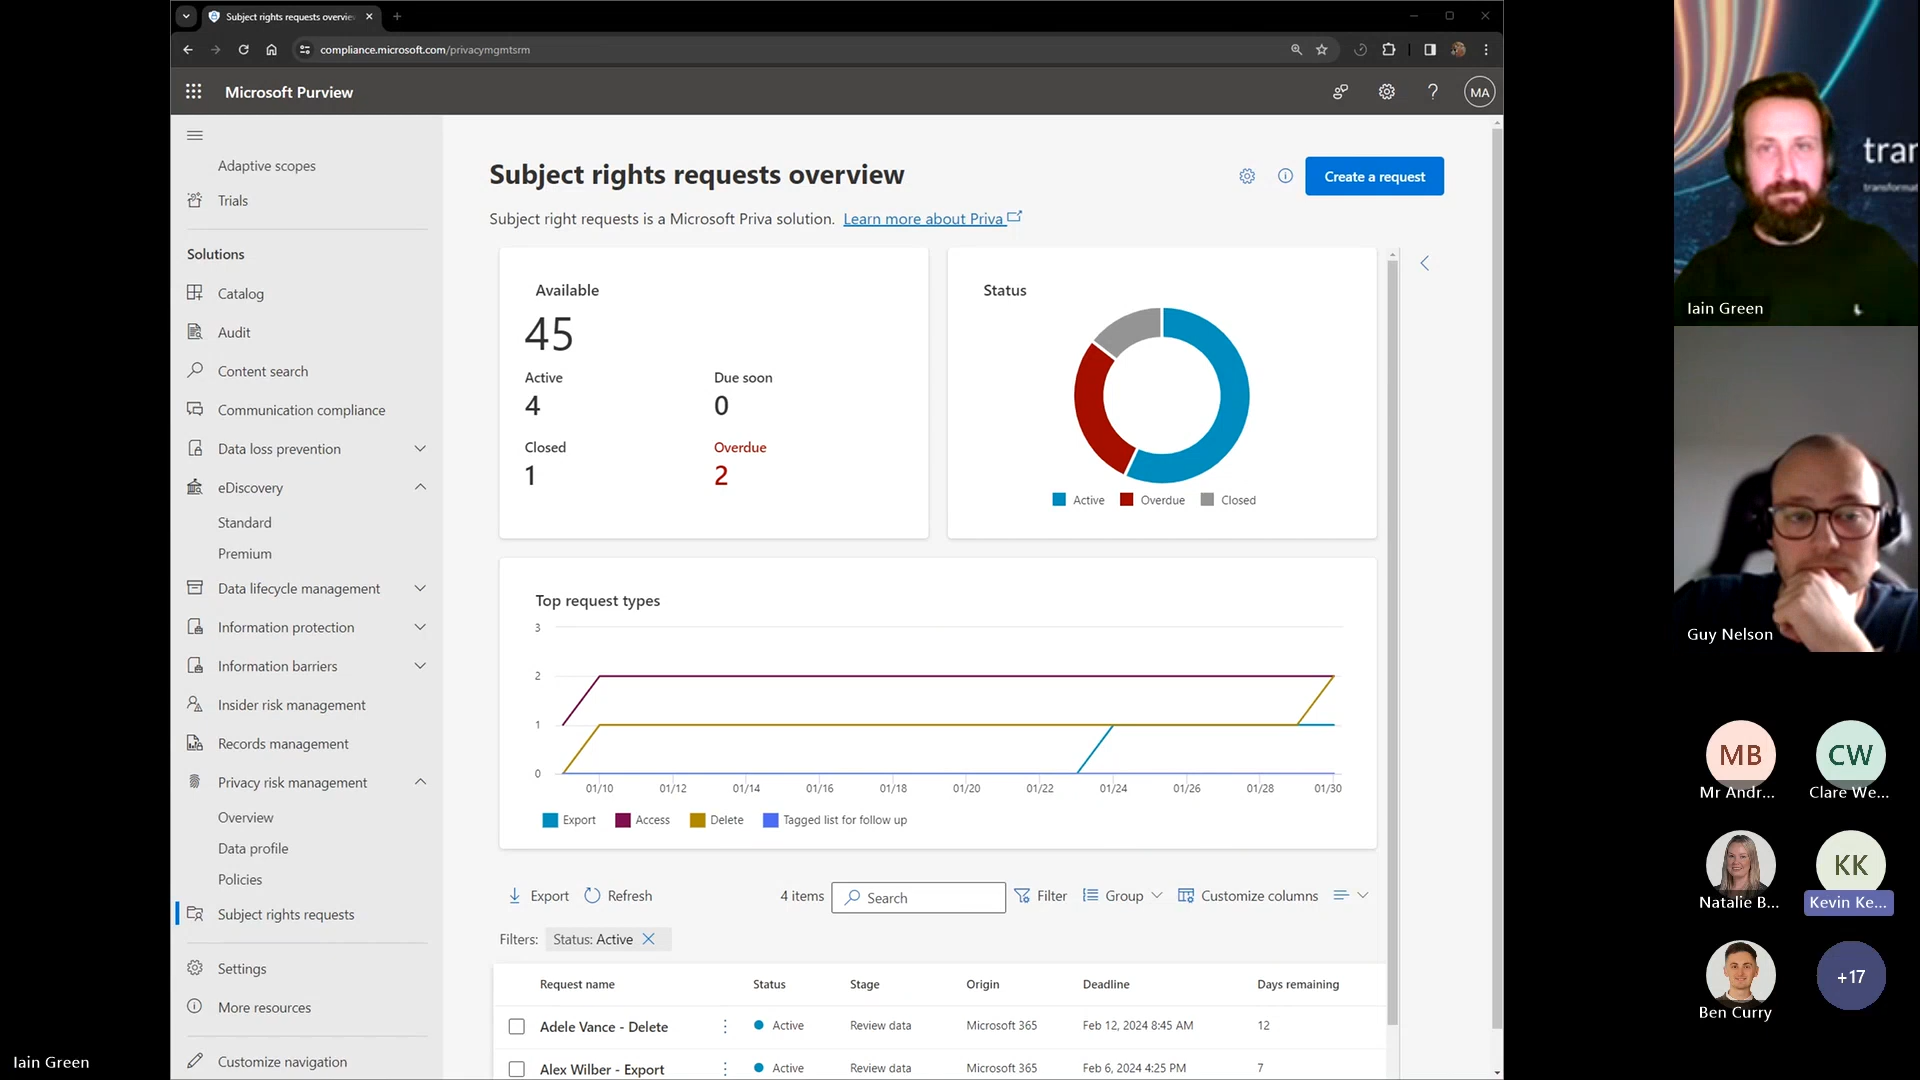 Subject rights requests overvie
compliance.microsoft.com/privacymgmtsrm
Microsoft Purview
MA
Adaptive scopes
Trials
Solutions
Catalog
Audit
Content search
Communication compliance
Data loss prevention
eDiscovery
Standard
Premium
Data lifecycle management
Information protection
Information barriers
Insider risk management
Records management
Privacy risk management
Overview
Data profile
Policies
Subject rights requests
Settings
More resources
Customize navigation
Subject rights requests overview
Create a request
Subject right requests is a Microsoft Priva solution. Learn more about Priva
Available
45
Active
4
Due soon
0
Closed
1
Overdue
2
Status
Active Overdue Closed
Top request types
3
2
1
0
01/10 01/12 01/14 01/16 01/18 01/20 01/22 01/24 01/26 01/28 01/30
Export Access Delete Tagged list for follow up
Export Refresh 4 items Search Filter Group Customize columns
Filters: Status: Active
Request name Status Stage Origin Deadline Days remaining
Adele Vance - Delete Active Review data Microsoft 365 Feb 12, 2024 8:45 AM 12
Alex Wilber - Export Active Review data Microsoft 365 Feb 6, 2024 4:25 PM 7
tran
transformat
Iain Green
Guy Nelson
MB
Mr Andr...
CW
Clare We...
Natalie B...
KK
Kevin Ke...
Ben Curry
+17
Iain Green